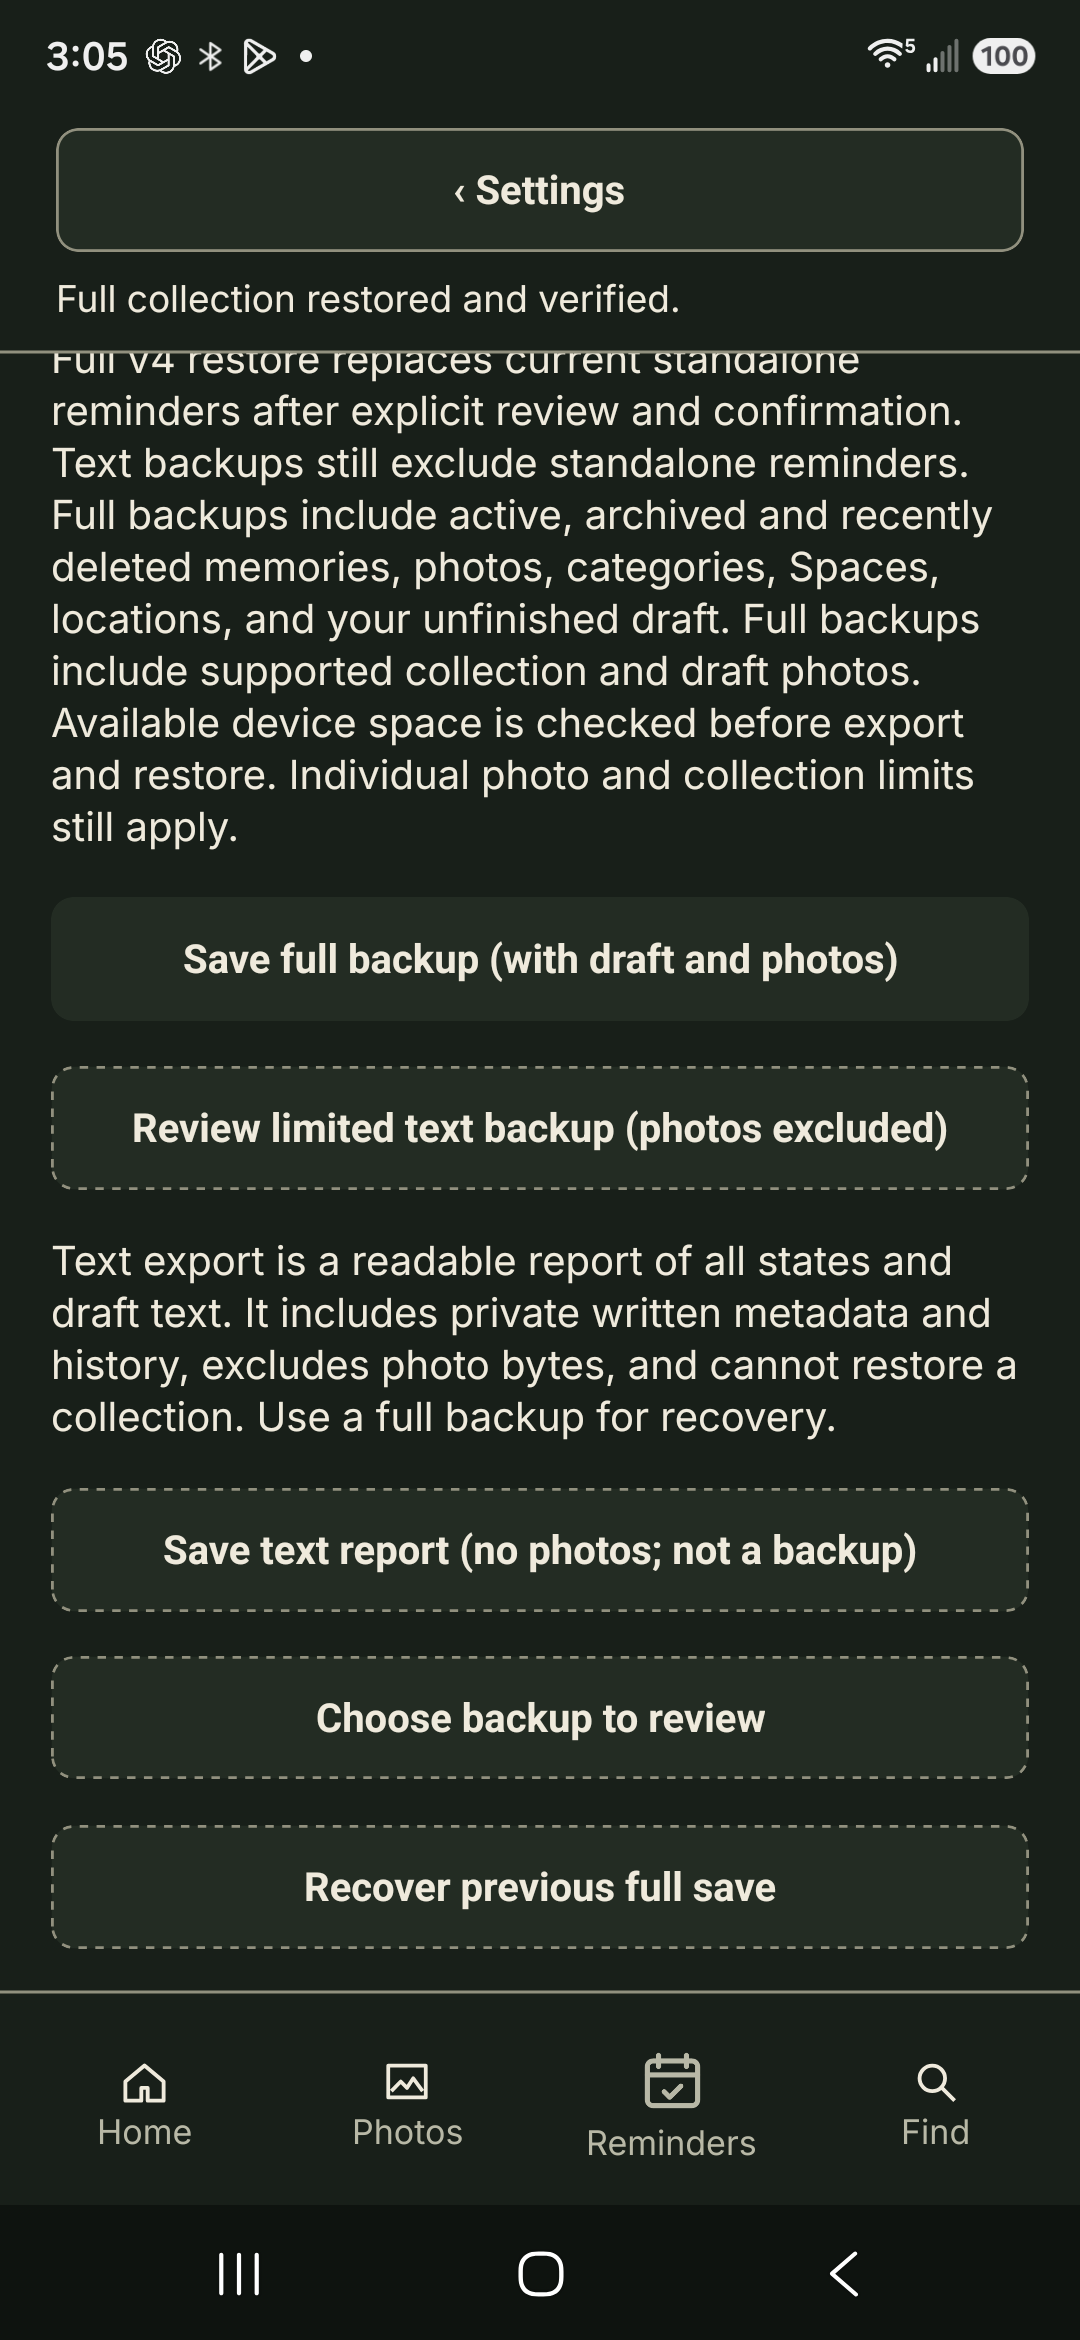 3:05
5
100
‹ Settings
Full collection restored and verified.
Full v4 restore replaces current standalone
reminders after explicit review and confirmation.
Text backups still exclude standalone reminders.
Full backups include active, archived and recently
deleted memories, photos, categories, Spaces,
locations, and your unfinished draft. Full backups
include supported collection and draft photos.
Available device space is checked before export
and restore. Individual photo and collection limits
still apply.
Save full backup (with draft and photos)
Review limited text backup (photos excluded)
Text export is a readable report of all states and
draft text. It includes private written metadata and
history, excludes photo bytes, and cannot restore a
collection. Use a full backup for recovery.
Save text report (no photos; not a backup)
Choose backup to review
Recover previous full save
Home
Photos
Reminders
Find